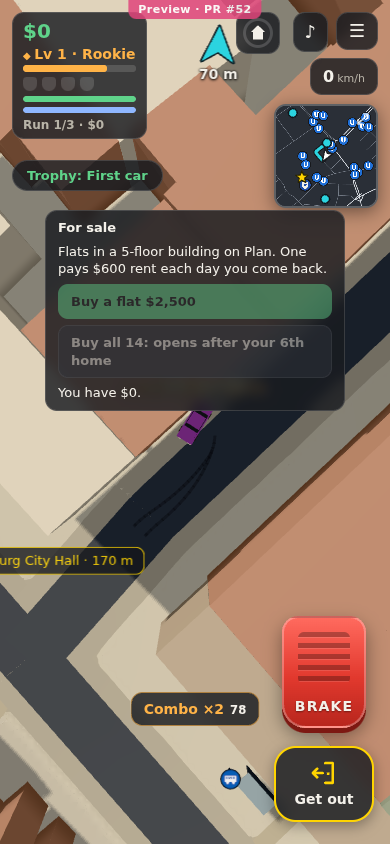 Preview · PR #52
$0
Lv 1 · Rookie
Run 1/3 · $0
70 m
0 km/h
Trophy: First car
For sale
Flats in a 5-floor building on Plan. One
pays $600 rent each day you come back.
Buy a flat $2,500
Buy all 14: opens after your 6th
home
You have $0.
urg City Hall · 170 m
BRAKE
Combo ×2 78
Get out